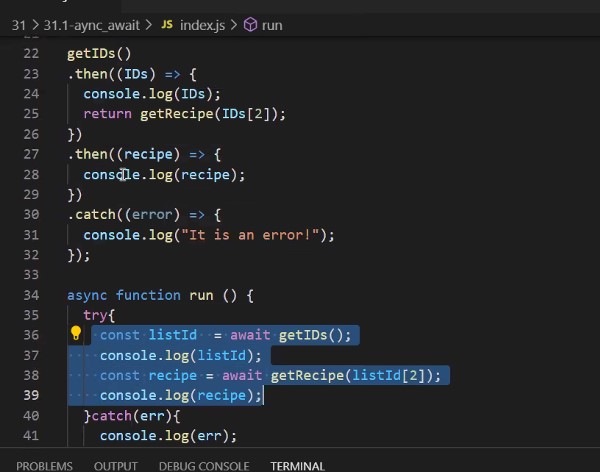 31 > 31.1-aync_await > JS index.js > run
22 getIDs()
23 .then((IDs) => {
24 console.log(IDs);
25 return getRecipe(IDs[2]);
26 })
27 .then((recipe) => {
28 console.log(recipe);
29 })
30 .catch((error) => {
31 console.log("It is an error!");
32 });
33
34 async function run () {
35 try{
36 const listId = await getIDs();
37 console.log(listId);
38 const recipe = await getRecipe(listId[2]);
39 console.log(recipe);
40 }catch(err){
41 console.log(err);
PROBLEMS OUTPUT DEBUG CONSOLE TERMINAL